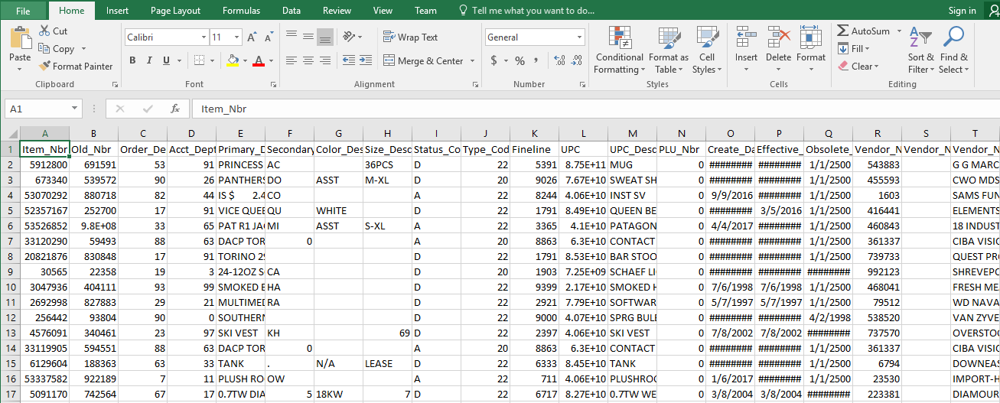 File Home Insert Page Layout Formulas Data Review View Team Tell me what you want to do... Sign in
Paste Cut Copy Format Painter Clipboard
Calibri 11 A A B I U A Font
Wrap Text Merge & Center Alignment
General $ % , .00 .0 Number
Conditional Formatting Format as Table Cell Styles Styles
Insert Delete Format Cells
AutoSum Fill Clear Sort & Filter Find & Select Editing
A1 fx Item_Nbr
A B C D E F G H I J K L M N O P Q R S T
1 Item_Nbr Old_Nbr Order_De Acct_Dept Primary_D Secondary Color_Des Size_Desc Status_Co Type_Cod Fineline UPC UPC_Desc PLU_Nbr Create_Da Effective_ Obsolete_ Vendor_N Vendor_N Vendor_N
2 5912800 691591 53 91 PRINCESS AC 36PCS D 22 5391 8.75E+11 MUG 0 ######## ######## 1/1/2500 543883 G G MARC
3 673340 539572 90 26 PANTHERS DO ASST M-XL D 20 9026 7.67E+10 SWEAT SH 0 ######## ######## 1/1/2500 455593 CWO MDS
4 53070292 880718 82 44 IS $ 2.4 CO A 22 8244 4.06E+10 INST SV 0 9/9/2016 ######## 1/1/2500 1603 SAMS FUN
5 52357167 252700 17 91 VICE QUEE QU WHITE D 22 1791 8.49E+10 QUEEN BE 0 ######## 3/5/2016 1/1/2500 416441 ELEMENTS
6 53526852 9.8E+08 33 65 PAT R1 JA MI ASST S-XL A 22 3365 4.1E+10 PATAGON 0 4/4/2017 ######## 1/1/2500 460843 18 INDUST
7 33120290 59493 88 63 DACP TOR 0 A 20 8863 6.3E+10 CONTACT 0 ######## ######## 1/1/2500 361337 CIBA VISIO
8 20821876 830848 17 91 TORINO 29 D 22 1791 8.53E+10 BAR STOO 0 ######## ######## 1/1/2500 739733 QUEST PR
9 30565 22358 19 3 24-12OZ S CA D 20 1903 7.25E+09 SCHAEF LI 0 ######## ######## ######## 992123 SHREVEPO
10 3047936 404111 93 99 SMOKED HA D 22 9399 2.17E+10 SMOKED H 0 7/6/1998 7/6/1998 1/1/2500 468041 FRESH ME
11 2692998 827883 29 21 MULTIMED RA D 22 2921 7.79E+10 SOFTWAR 0 5/7/1997 5/7/1997 1/1/2500 79512 WD NAVA
12 256442 93804 90 0 SOUTHERN D 22 9000 4.07E+10 SPRG BULB 0 ######## ######## 4/2/1998 538520 VAN ZYVE
13 4576091 340461 23 97 SKI VEST KH 69 D 22 2397 4.06E+10 SKI VEST 0 7/8/2002 7/8/2002 ######## 737570 OVERSTO
14 33119905 594551 88 63 DACP TOR 0 A 20 8863 6.3E+10 CONTACT 0 ######## ######## 1/1/2500 361337 CIBA VISIO
15 6129604 188363 63 33 TANK . N/A LEASE D 22 6333 8.45E+10 TANK 0 ######## ######## 1/1/2500 6794 DOWNEAS
16 53337582 922189 7 11 PLUSH RO OW A 22 711 4.06E+10 PLUSHROO 0 1/6/2017 ######## 1/1/2500 23530 IMPORT-H
17 5091170 742564 67 17 0.7TW DIA 5 18KW 7 D 22 6717 8.27E+10 0.7TW WE 0 3/8/2004 3/8/2004 ######## 223381 DIAMOUR